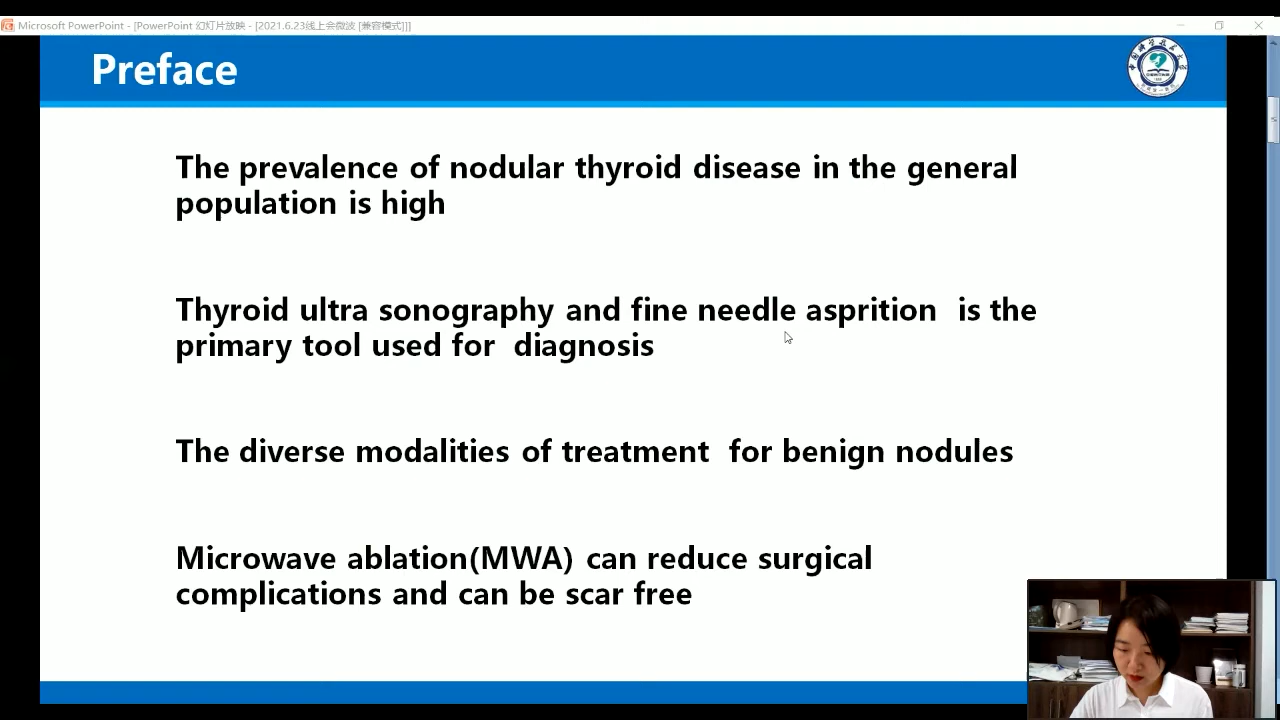 Microsoft PowerPoint - [PowerPoint 幻灯片放映 - [2021.6.23线上会微波 [兼容模式]]]
Preface
The prevalence of nodular thyroid disease in the general
population is high
Thyroid ultra sonography and fine needle asprition  is the
primary tool used for  diagnosis
The diverse modalities of treatment  for benign nodules
Microwave ablation(MWA) can reduce surgical
complications and can be scar free